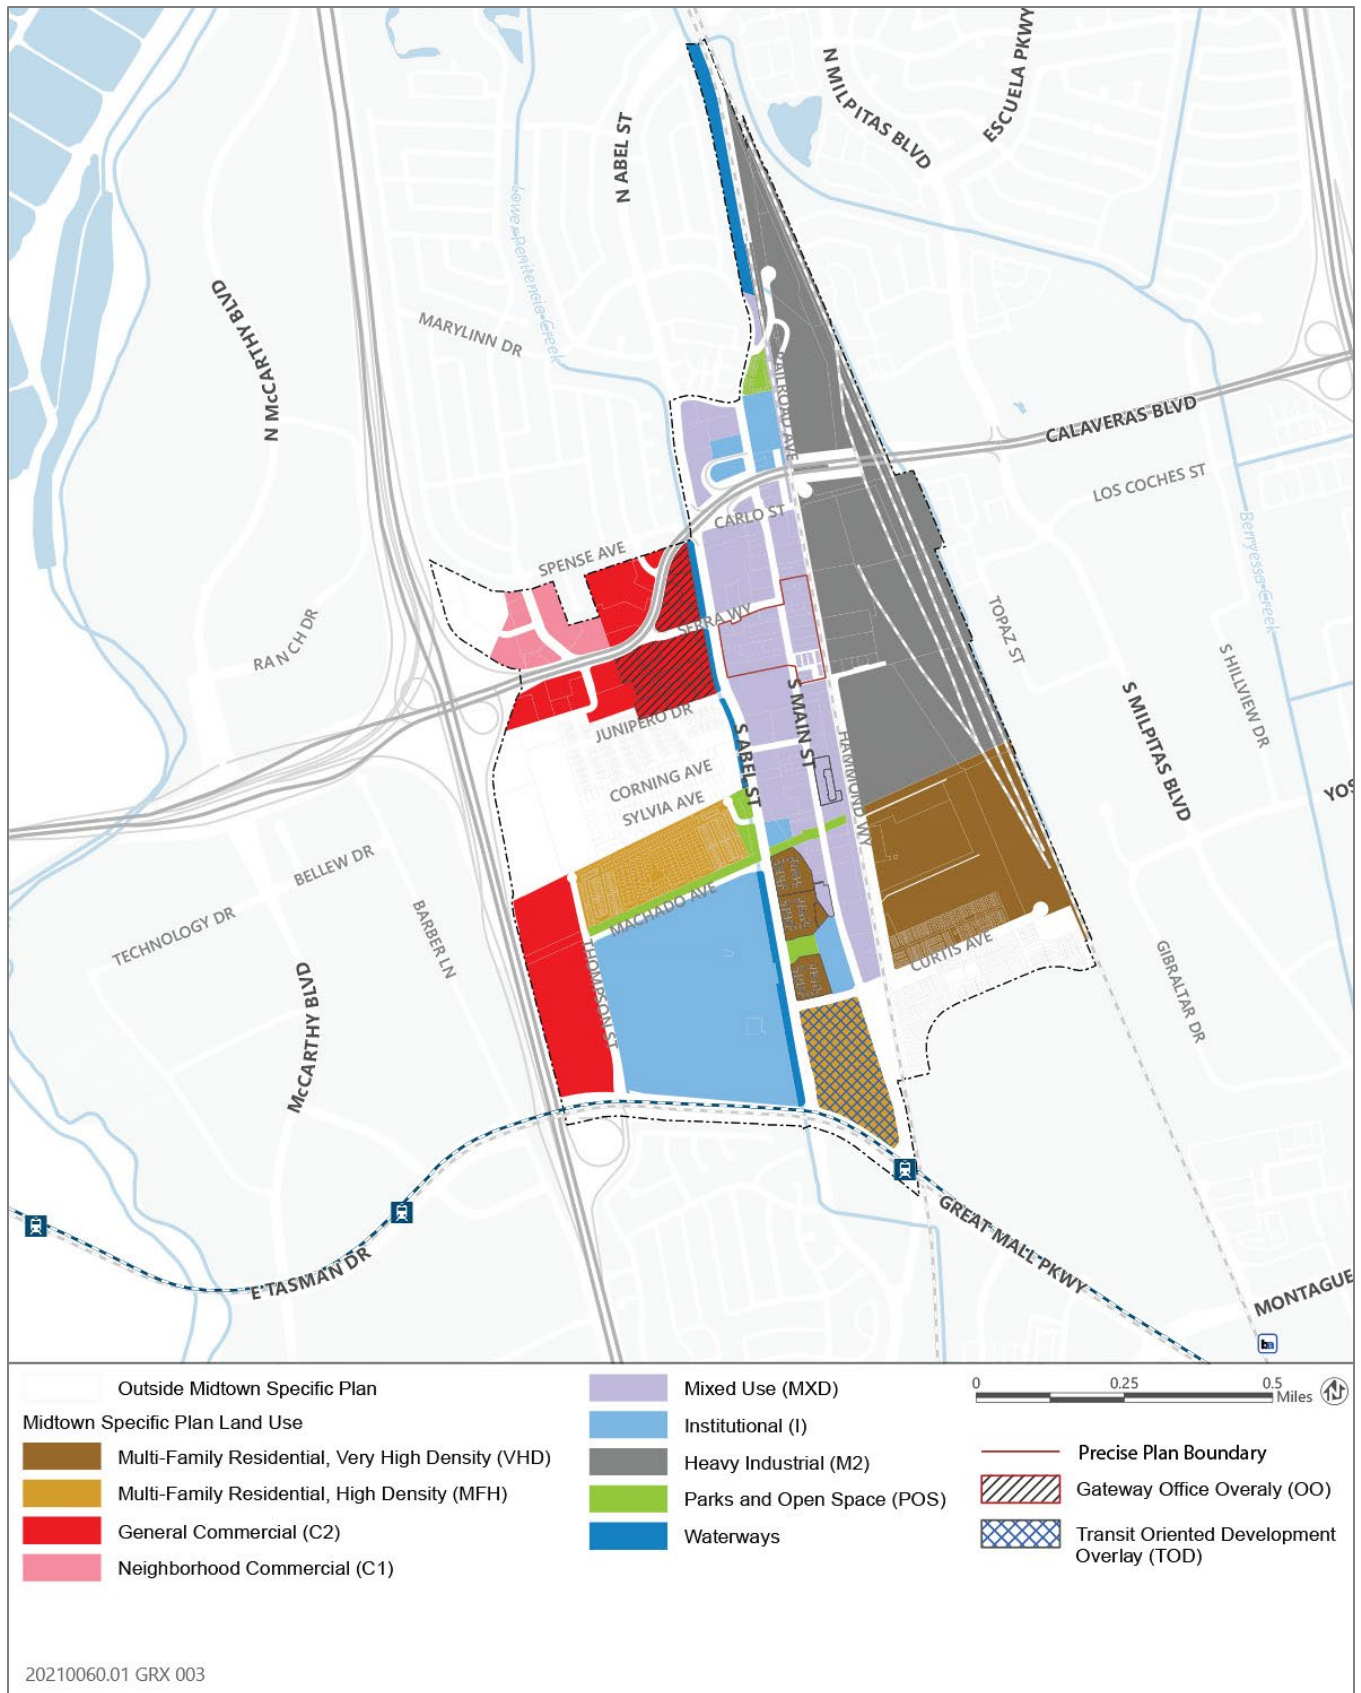 N MILPITAS BLVD
ESCUELA PKWY
N ABEL ST
Lower Penitencia Creek
N McCARTHY BLVD
MARYLINN DR
RAILROAD AVE
CALAVERAS BLVD
LOS COCHES ST
CARLO ST
SPENSE AVE
Berryessa Creek
SERRA WY
TOPAZ ST
RANCH DR
S HILLVIEW DR
S MAIN ST
S MILPITAS BLVD
JUNIPERO DR
S ABEL ST
HAMMOND WY
CORNING AVE
SYLVIA AVE
YOS
BELLEW DR
MACHADO AVE
TECHNOLOGY DR
BARBER LN
CURTIS AVE
THOMPSON ST
GIBRALTAR DR
McCARTHY BLVD
GREAT MALL PKWY
E TASMAN DR
MONTAGUE
ba
Outside Midtown Specific Plan
Midtown Specific Plan Land Use
Multi-Family Residential, Very High Density (VHD)
Multi-Family Residential, High Density (MFH)
General Commercial (C2)
Neighborhood Commercial (C1)
Mixed Use (MXD)
Institutional (I)
Heavy Industrial (M2)
Parks and Open Space (POS)
Waterways
0 0.25 0.5
Miles
N
Precise Plan Boundary
Gateway Office Overaly (OO)
Transit Oriented Development
Overlay (TOD)
20210060.01 GRX 003